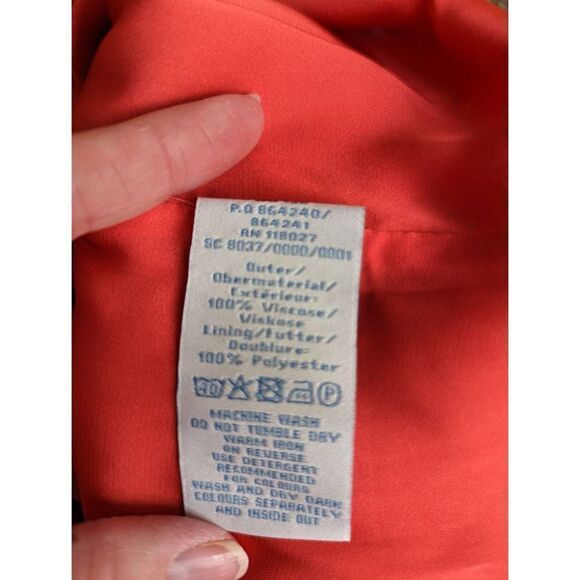 P.O 864240/
864241
RN 118027
SC 8037/0000/0001
Outer/
Obermaterial/
Extérieur:
100% Viscose/
Viskose
Lining/Futter/
Doublure:
100% Polyester
40 P
MACHINE WASH
DO NOT TUMBLE DRY
WARM IRON
ON REVERSE
USE DETERGENT
RECOMMENDED
FOR COLOURS
WASH AND DRY DARK
COLOURS SEPARATELY
AND INSIDE OUT